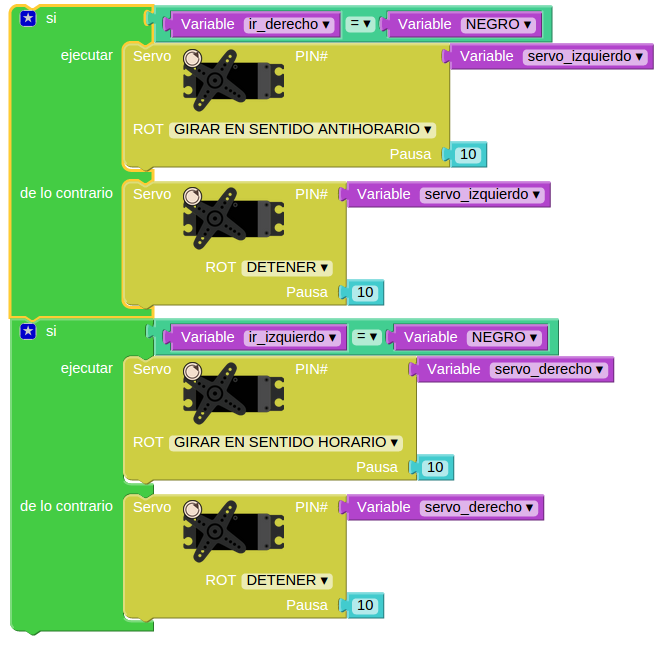 si Variable ir_derecho ▾ = ▾ Variable NEGRO ▾
ejecutar Servo PIN# Variable servo_izquierdo ▾
ROT GIRAR EN SENTIDO ANTIHORARIO ▾
Pausa 10
de lo contrario Servo PIN# Variable servo_izquierdo ▾
ROT DETENER ▾
Pausa 10
si Variable ir_izquierdo ▾ = ▾ Variable NEGRO ▾
ejecutar Servo PIN# Variable servo_derecho ▾
ROT GIRAR EN SENTIDO HORARIO ▾
Pausa 10
de lo contrario Servo PIN# Variable servo_derecho ▾
ROT DETENER ▾
Pausa 10